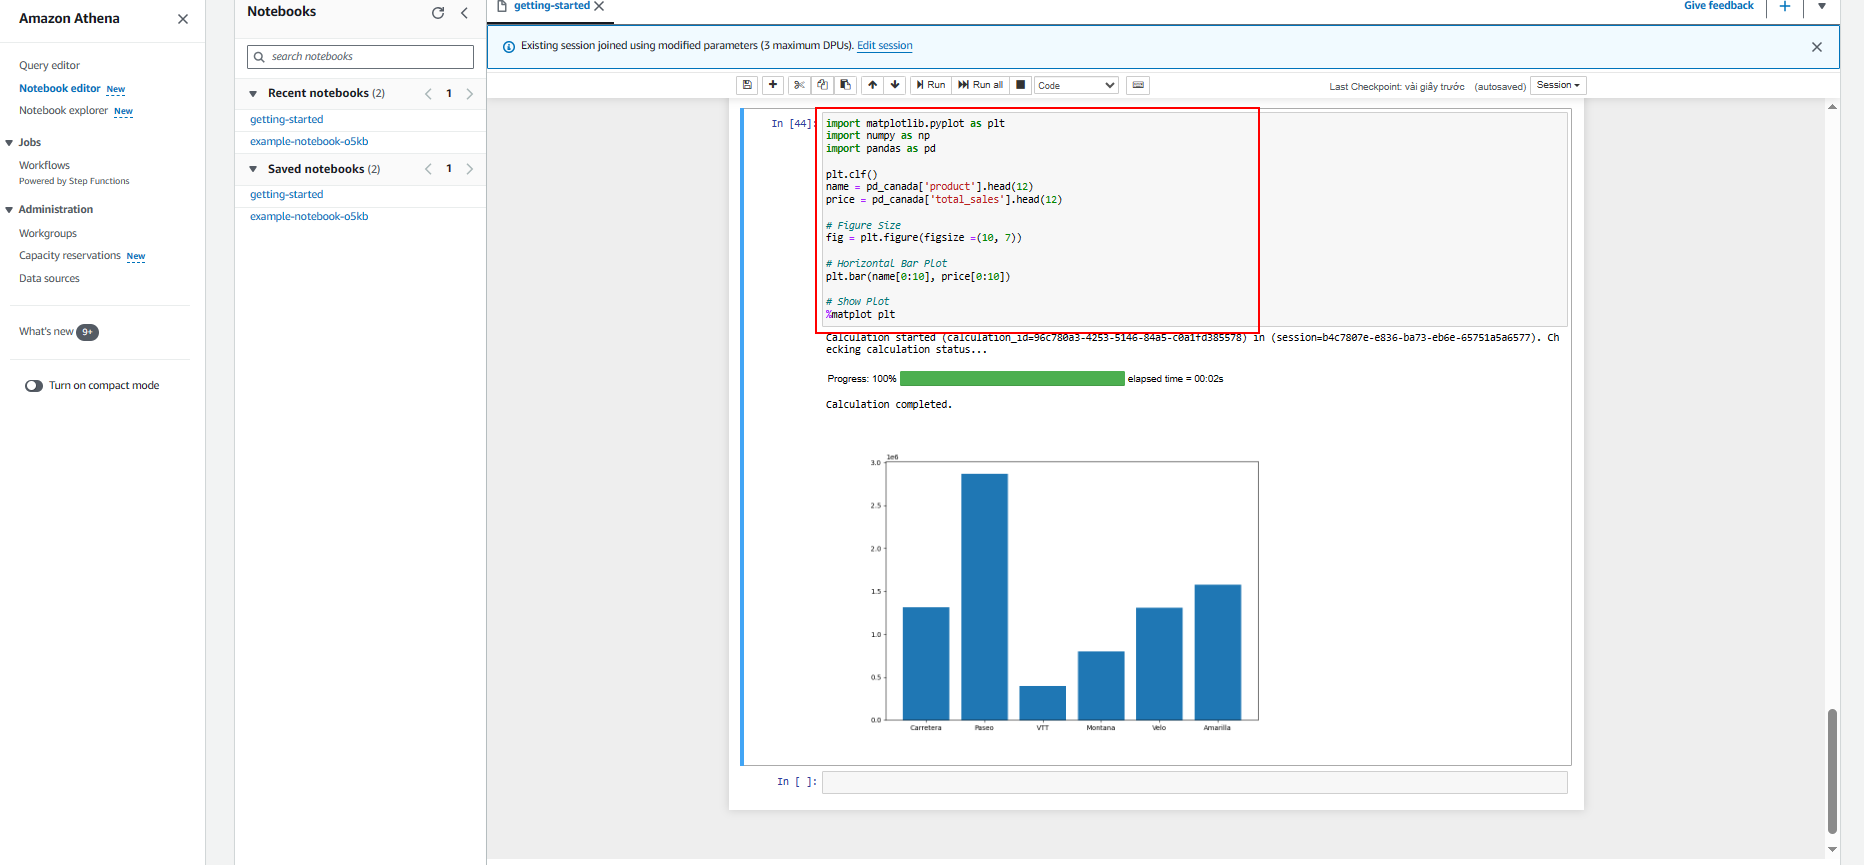 Amazon Athena
Query editor
Notebook editor New
Notebook explorer New
Jobs
Workflows
Powered by Step Functions
Administration
Workgroups
Capacity reservations New
Data sources
What's new 9+
Turn on compact mode
Notebooks
search notebooks
Recent notebooks (2) 1
getting-started
example-notebook-o5kb
Saved notebooks (2) 1
getting-started
example-notebook-o5kb
getting-started
Give feedback
Existing session joined using modified parameters (3 maximum DPUs). Edit session
Run Run all Code
Last Checkpoint: vài giây trước (autosaved) Session
In [44]:
import matplotlib.pyplot as plt
import numpy as np
import pandas as pd
plt.clf()
name = pd_canada['product'].head(12)
price = pd_canada['total_sales'].head(12)
# Figure Size
fig = plt.figure(figsize =(10, 7))
# Horizontal Bar Plot
plt.bar(name[0:10], price[0:10])
# Show Plot
%matplot plt
Calculation started (calculation_id=96c780a3-4253-5146-84a5-c0a1fd385578) in (session=b4c7807e-e836-ba73-eb6e-65751a5a6577). Ch
ecking calculation status...
Progress: 100% elapsed time = 00:02s
Calculation completed.
1e6
3.0
2.5
2.0
1.5
1.0
0.5
0.0
Carretera Paseo VTT Montana Velo Amarilla
In [ ]: